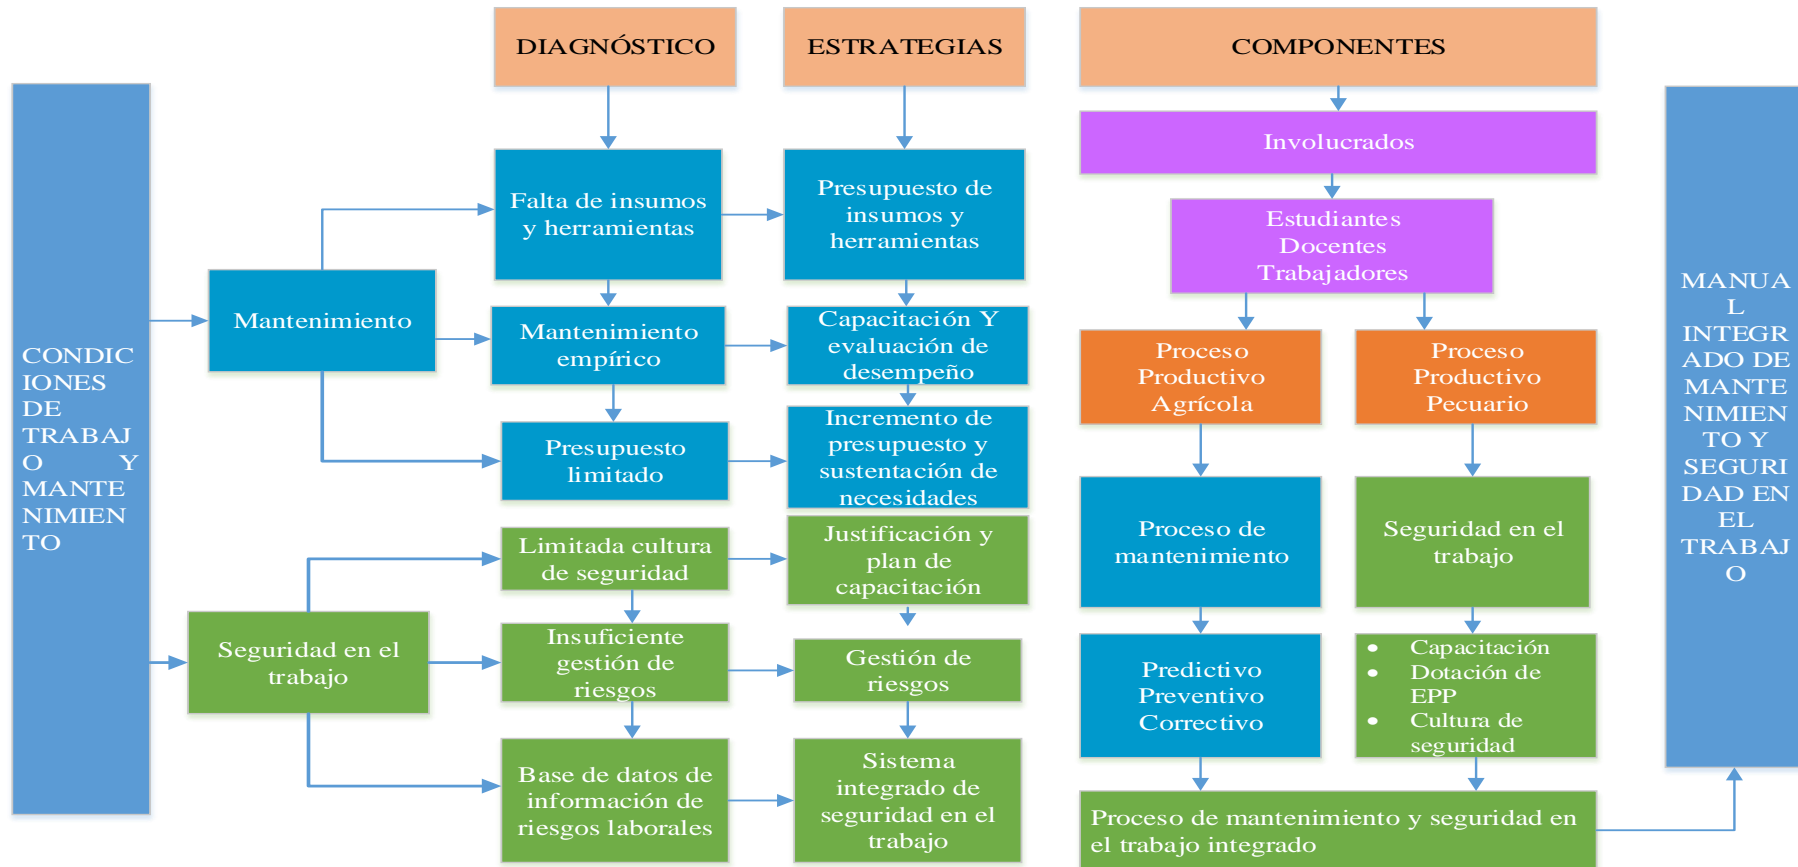 DIAGNÓSTICO
ESTRATEGIAS
COMPONENTES
CONDIC
IONES
DE
TRABAJ
O Y
MANTE
NIMIEN
TO
Mantenimiento
Seguridad en el
trabajo
Falta de insumos
y herramientas
Mantenimiento
empírico
Presupuesto
limitado
Limitada cultura
de seguridad
Insuficiente
gestión de
riesgos
Base de datos de
información de
riesgos laborales
Presupuesto de
insumos y
herramientas
Capacitación Y
evaluación de
desempeño
Incremento de
presupuesto y
sustentación de
necesidades
Justificación y
plan de
capacitación
Gestión de
riesgos
Sistema
integrado de
seguridad en el
trabajo
Involucrados
Estudiantes
Docentes
Trabajadores
Proceso
Productivo
Agrícola
Proceso
Productivo
Pecuario
Proceso de
mantenimiento
Seguridad en el
trabajo
Predictivo
Preventivo
Correctivo
• Capacitación
• Dotación de
EPP
• Cultura de
seguridad
Proceso de mantenimiento y seguridad en
el trabajo integrado
MANUA
L
INTEGR
ADO DE
MANTE
NIMIEN
TO Y
SEGURI
DAD EN
EL
TRABAJ
O